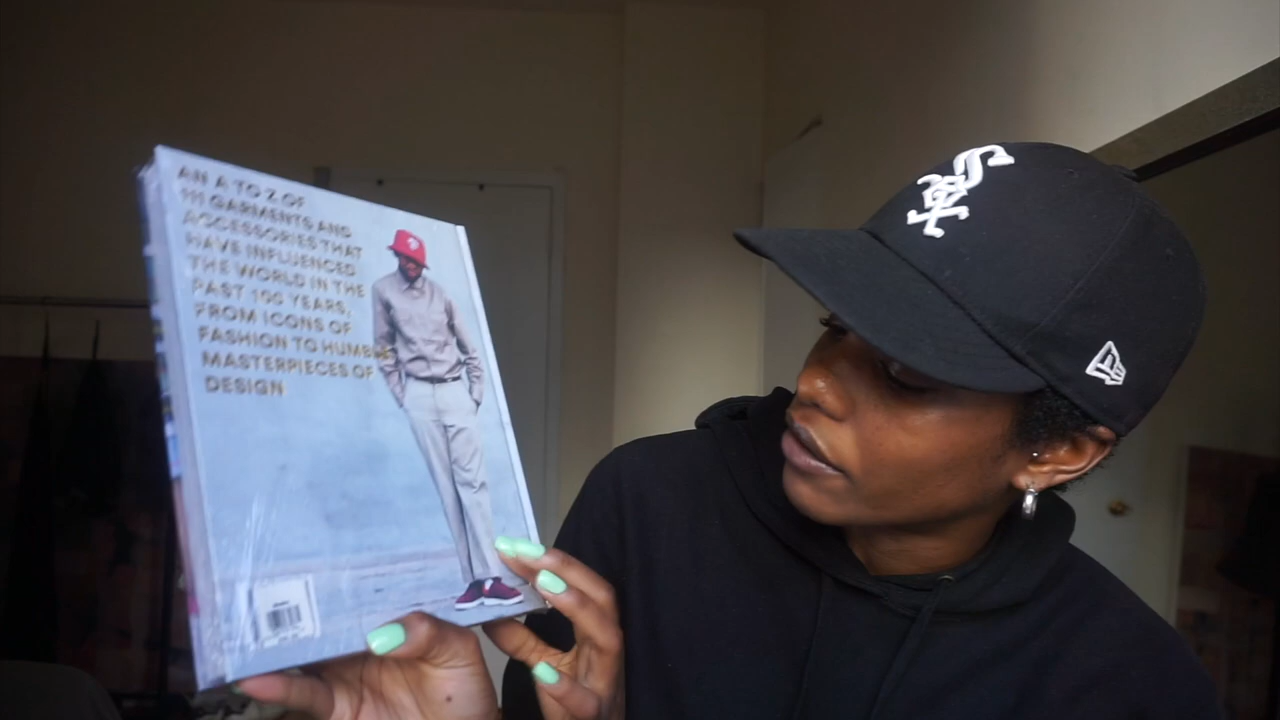 AN A TO Z OF
111 GARMENTS AND
ACCESSORIES THAT
HAVE INFLUENCED
THE WORLD IN THE
PAST 100 YEARS,
FROM ICONS OF
FASHION TO HUMBLE
MASTERPIECES OF
DESIGN
Sox